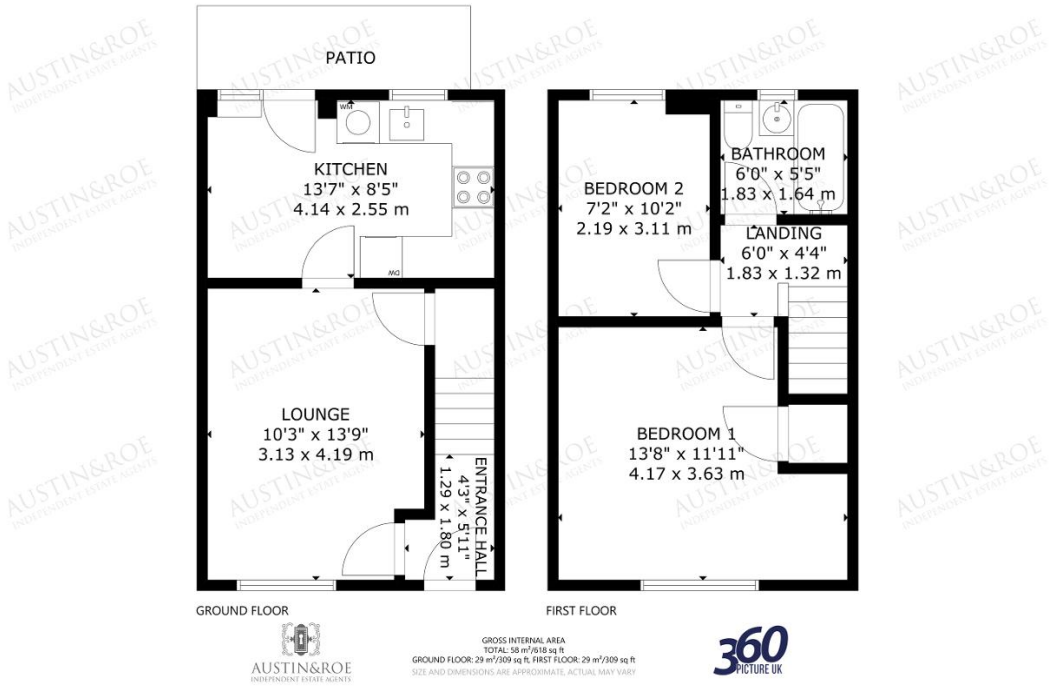 PATIO
WM
KITCHEN
13'7" x 8'5"
4.14 x 2.55 m
DW
LOUNGE
10'3" x 13'9"
3.13 x 4.19 m
ENTRANCE HALL
4'3" x 5'11"
1.29 x 1.80 m
GROUND FLOOR
BEDROOM 2
7'2" x 10'2"
2.19 x 3.11 m
BATHROOM
6'0" x 5'5"
1.83 x 1.64 m
LANDING
6'0" x 4'4"
1.83 x 1.32 m
BEDROOM 1
13'8" x 11'11"
4.17 x 3.63 m
FIRST FLOOR
AUSTIN&ROE
INDEPENDENT ESTATE AGENTS
GROSS INTERNAL AREA
TOTAL: 58 m²/618 sq ft
GROUND FLOOR: 29 m²/309 sq ft, FIRST FLOOR: 29 m²/309 sq ft
SIZE AND DIMENSIONS ARE APPROXIMATE, ACTUAL MAY VARY
360
PICTURE UK